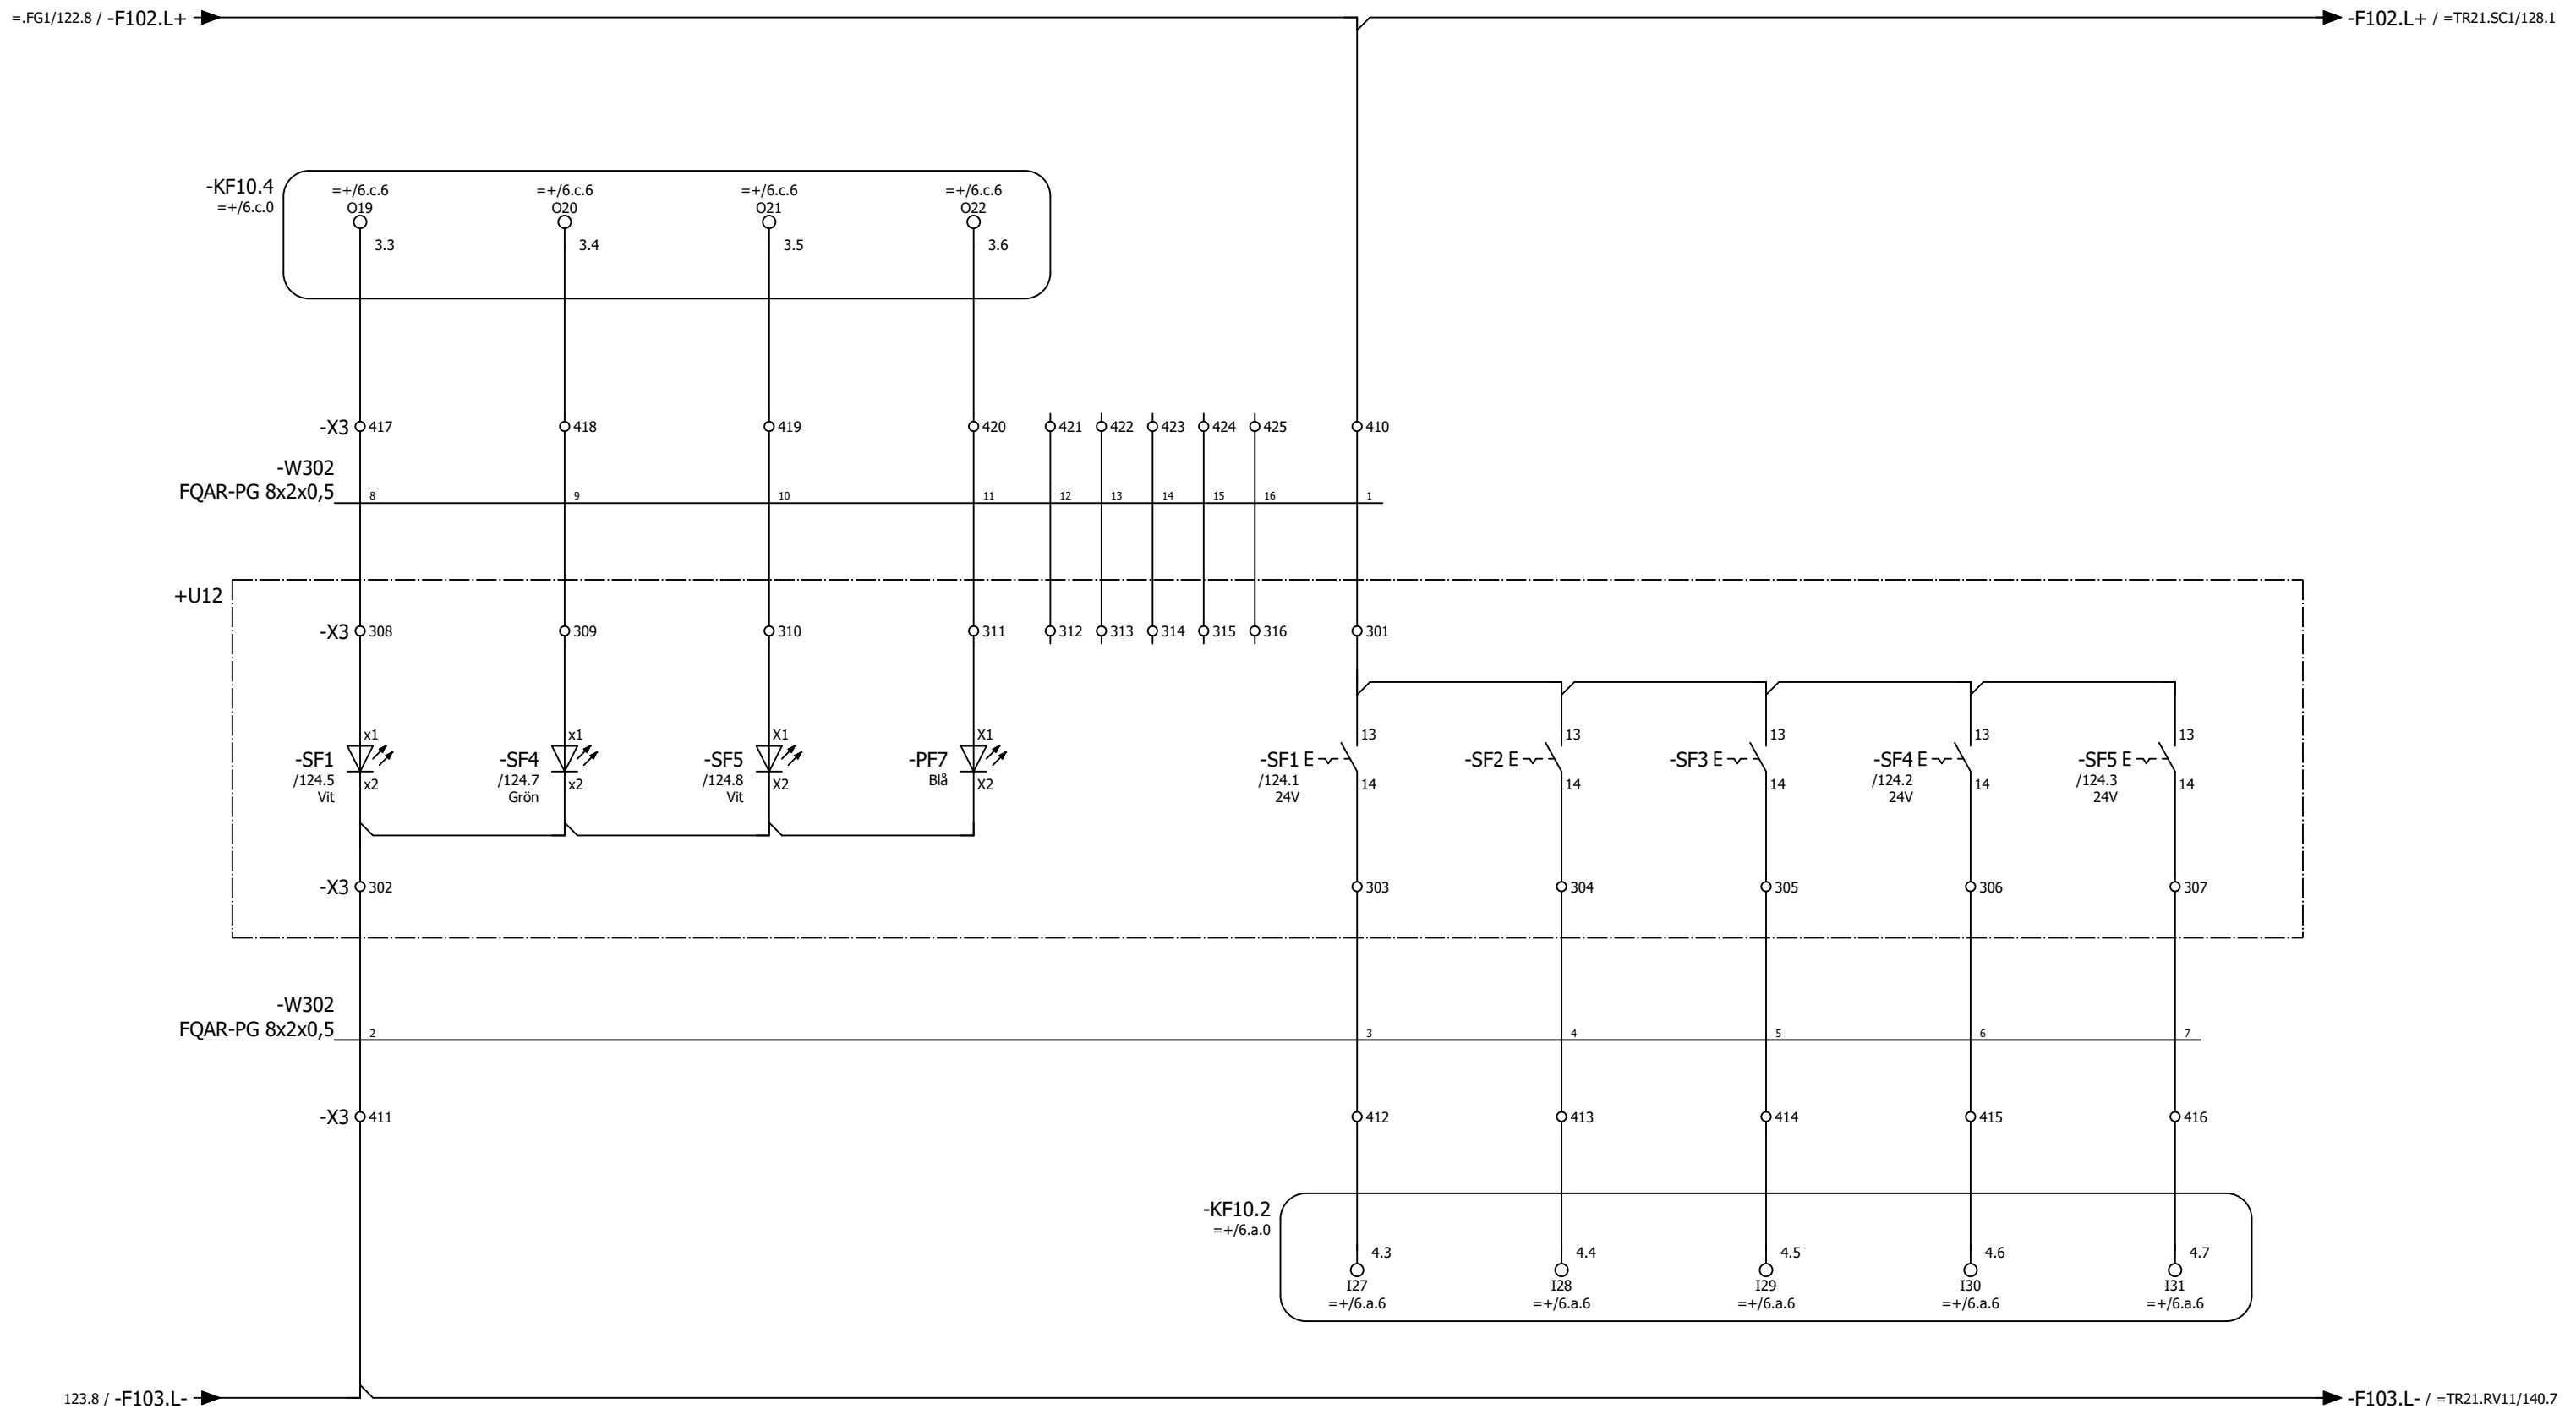 =.FG1/122.8 / -F102.L+
-F102.L+ / =TR21.SC1/128.1
-KF10.4
=+/6.c.0
=+/6.c.6 =+/6.c.6 =+/6.c.6 =+/6.c.6
O19 O20 O21 O22
3.3 3.4 3.5 3.6
-X3 417 418 419 420 421 422 423 424 425 410
-W302
FQAR-PG 8x2x0,5
8 9 10 11 12 13 14 15 16 1
+U12
-X3 308 309 310 311 312 313 314 315 316 301
x1 x1 X1 X1 13 13 13 13 13
-SF1 -SF4 -SF5 -PF7 -SF1 E -SF2 E -SF3 E -SF4 E -SF5 E
/124.5 /124.7 /124.8 Blå /124.1 /124.2 /124.3
x2 x2 X2 X2 14 14 14 14 14
Vit Grön Vit 24V 24V 24V
-X3 302 303 304 305 306 307
-W302
FQAR-PG 8x2x0,5
2 3 4 5 6 7
-X3 411 412 413 414 415 416
-KF10.2
=+/6.a.0
4.3 4.4 4.5 4.6 4.7
I27 I28 I29 I30 I31
=+/6.a.6 =+/6.a.6 =+/6.a.6 =+/6.a.6 =+/6.a.6
123.8 / -F103.L-
-F103.L- / =TR21.RV11/140.7